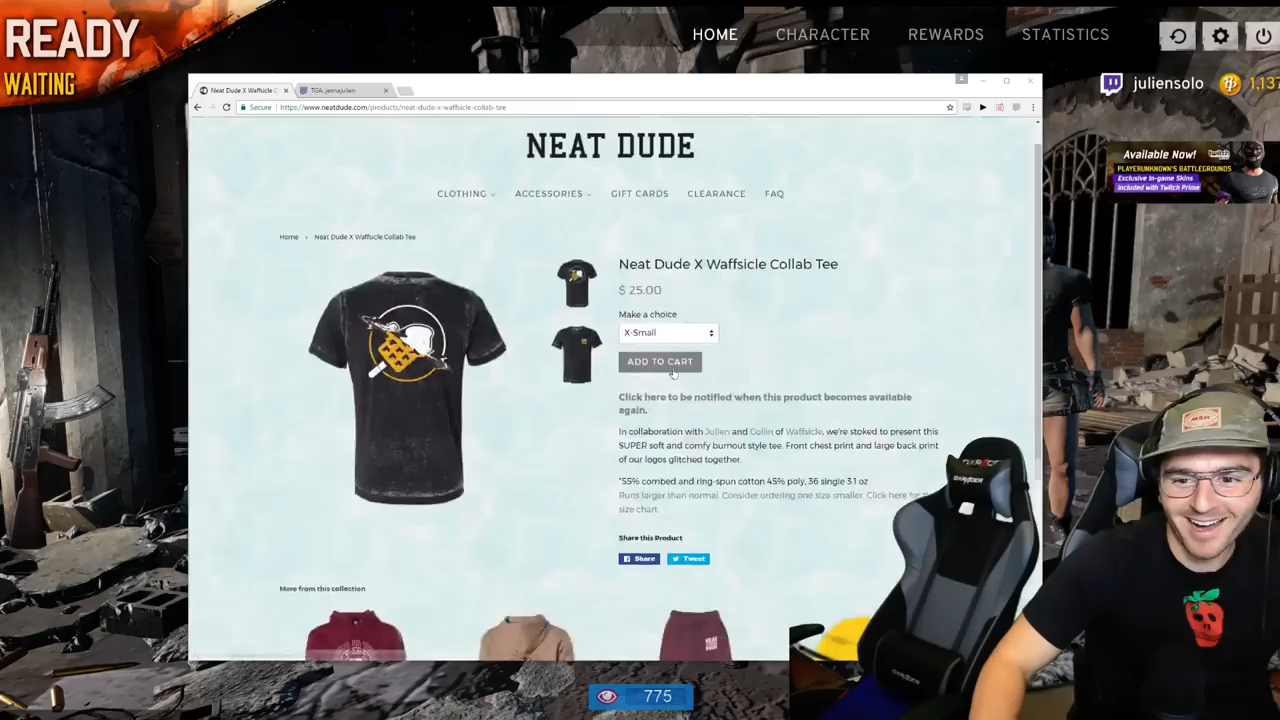 READY
WAITING
HOME
CHARACTER
REWARDS
STATISTICS
juliensolo
1,137
Neat Dude X Waffsicle C
TGA: jennajulien
Secure
https://www.neatdude.com/products/neat-dude-x-waffsicle-collab-tee
Available Now!
twitch
PLAYERUNKNOWN'S BATTLEGROUNDS
Exclusive In-game Skins
Included with Twitch Prime
NEAT DUDE
CLOTHING
ACCESSORIES
GIFT CARDS
CLEARANCE
FAQ
Home › Neat Dude X Waffsicle Collab Tee
Neat Dude X Waffsicle Collab Tee
$ 25.00
Make a choice
X-Small
ADD TO CART
Click here to be notified when this product becomes available
again.
In collaboration with Julien and Collin of Waffsicle, we're stoked to present this
SUPER soft and comfy burnout style tee. Front chest print and large back print
of our logos glitched together.
*55% combed and ring-spun cotton 45% poly, 36 single 3.1 oz
Runs larger than normal. Consider ordering one size smaller. Click here for
size chart.
Share this Product
Share
Tweet
More from this collection
775